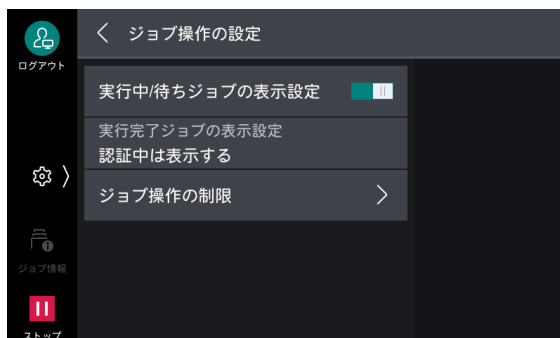 ジョブ操作の設定
ログアウト
実行中/待ちジョブの表示設定
実行完了ジョブの表示設定
認証中は表示する
ジョブ操作の制限
ジョブ情報
ストップ